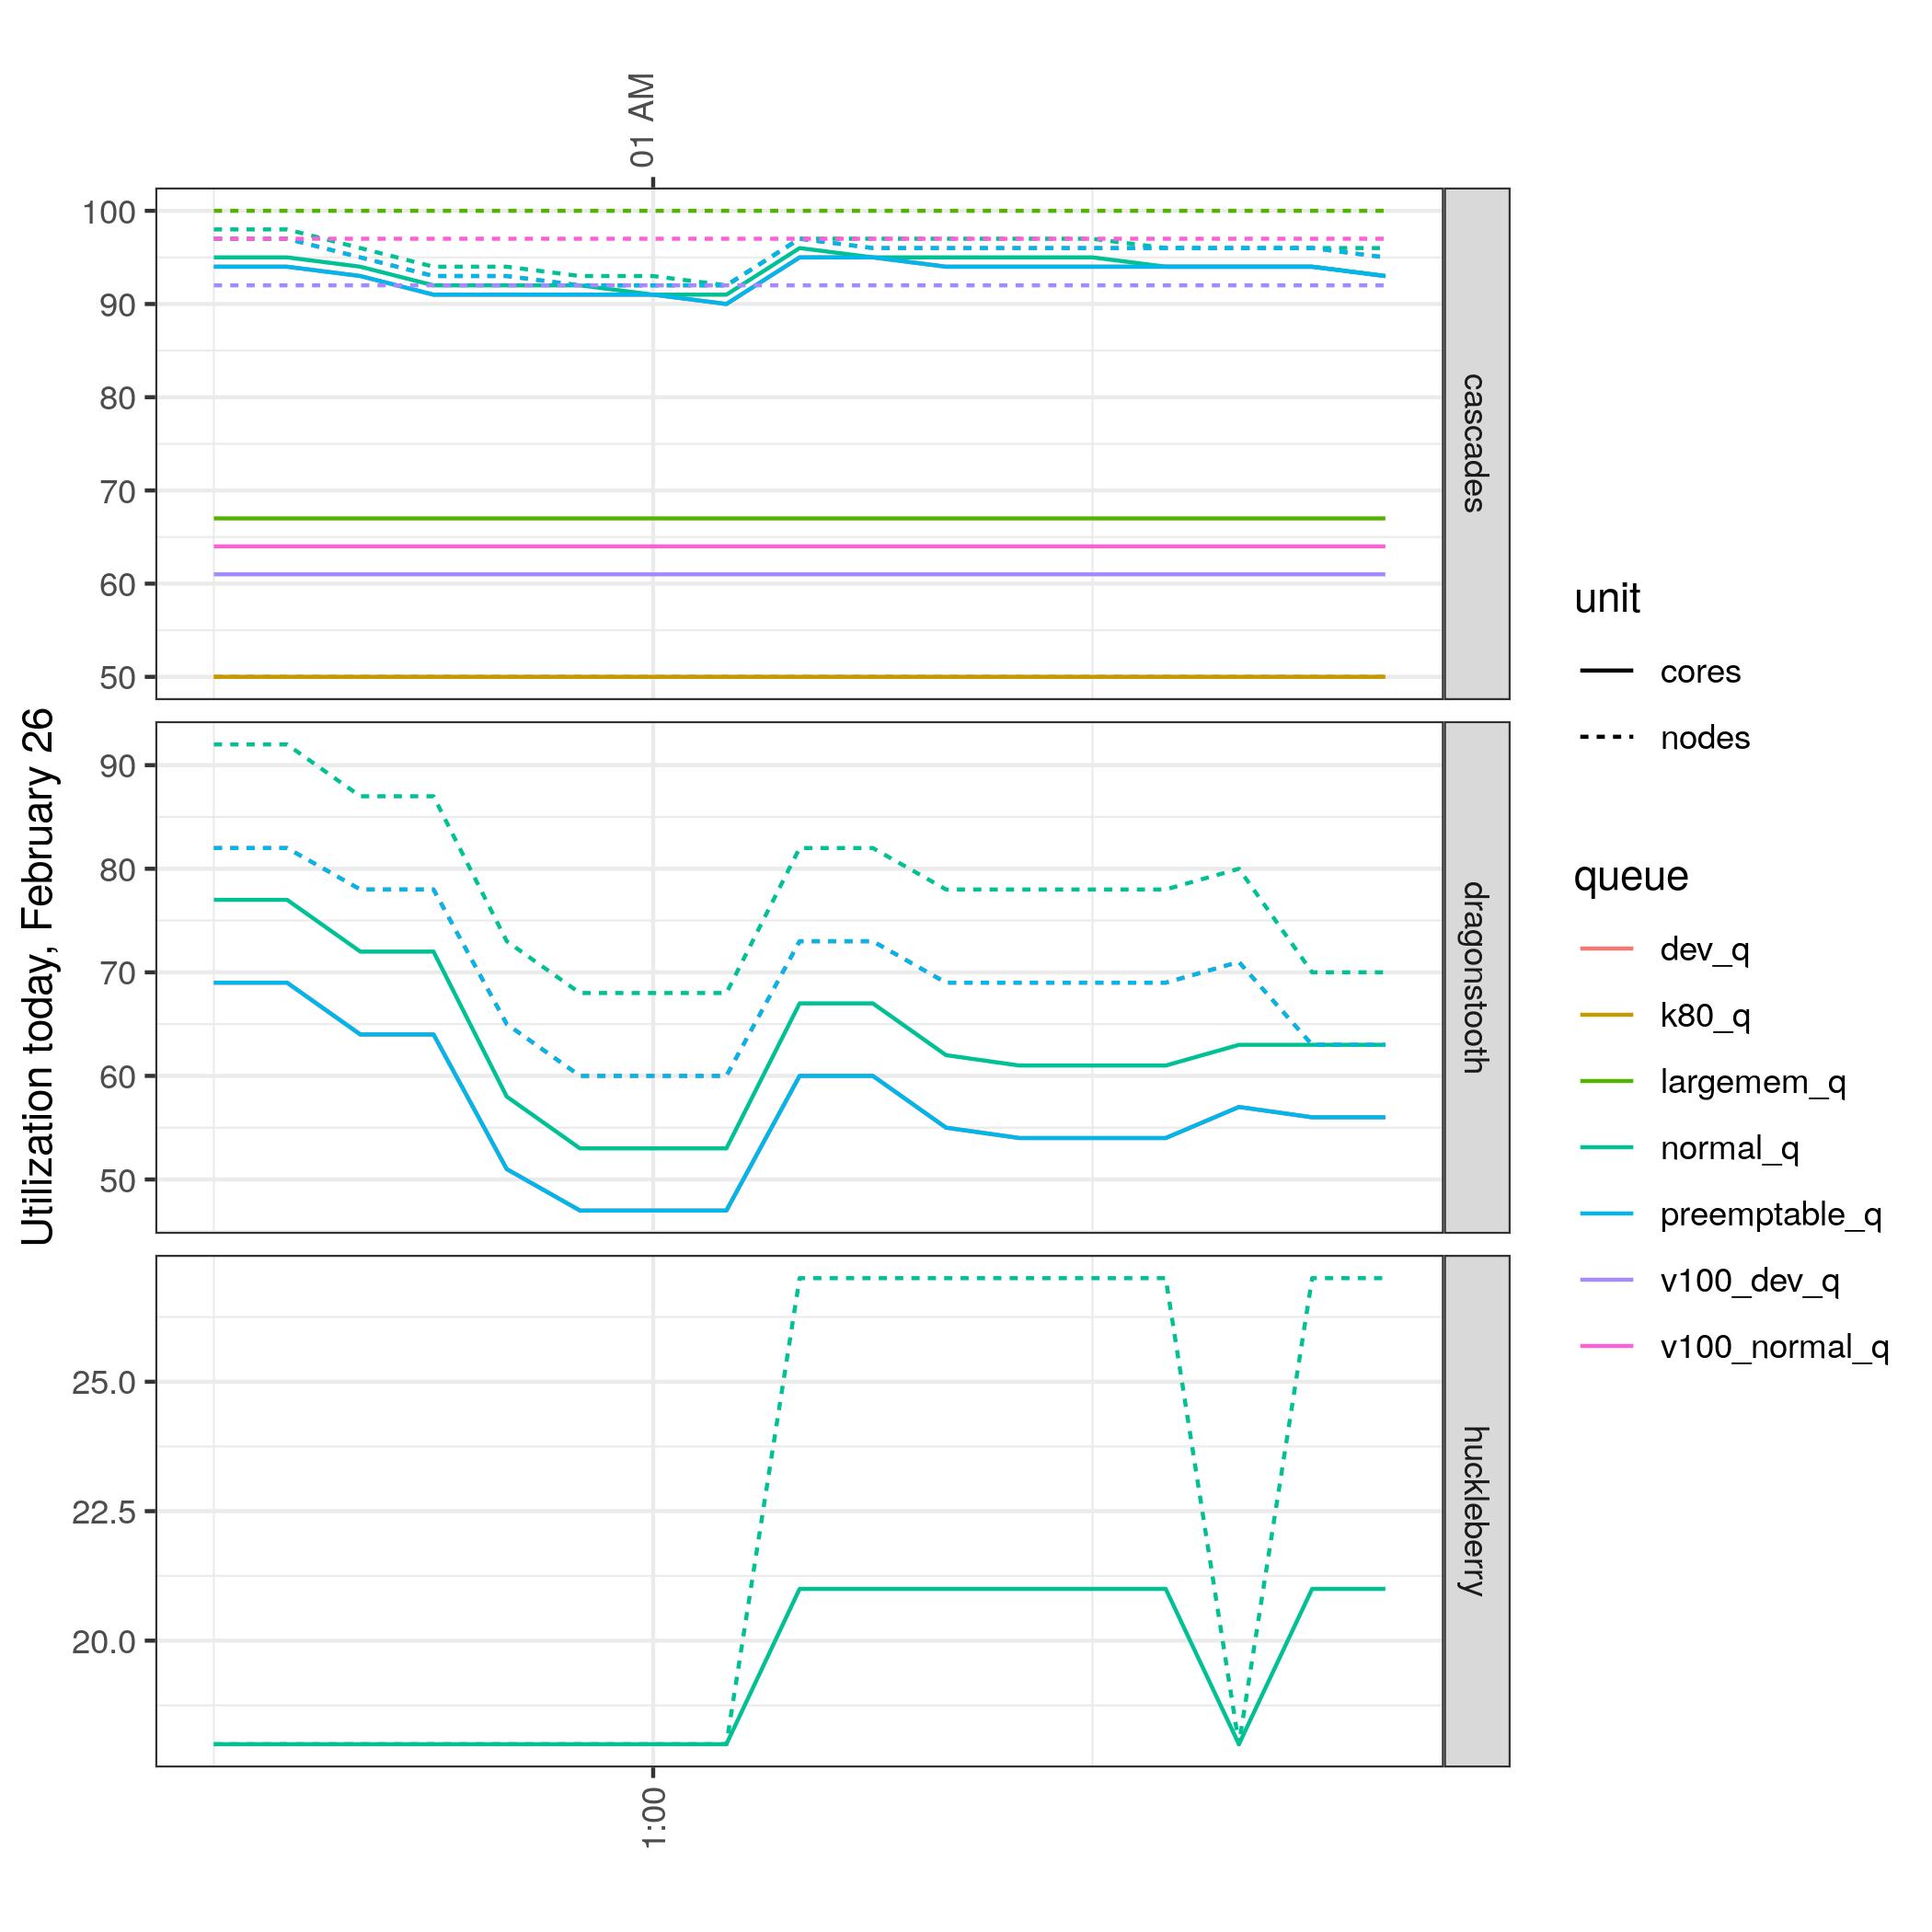 01 AM
100
90
80
70
60
50
cascades
90
80
70
60
50
dragonstooth
25.0
22.5
20.0
huckleberry
1:00
Utilization today, February 26
unit
cores
nodes
queue
dev_q
k80_q
largemem_q
normal_q
preemptable_q
v100_dev_q
v100_normal_q